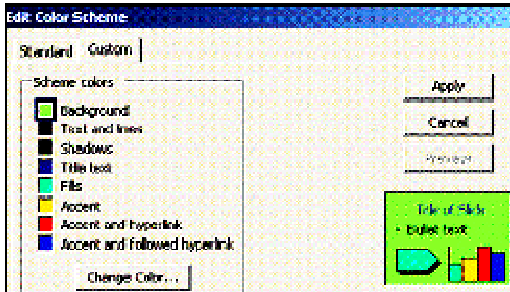 Edit Color Scheme
Standard Custom
Scheme colors
Background
Text and lines
Shadows
Title text
Fills
Accent
Accent and hyperlink
Accent and followed hyperlink
Change Color...
Apply
Cancel
Preview
Title of Slide
• Bullet text